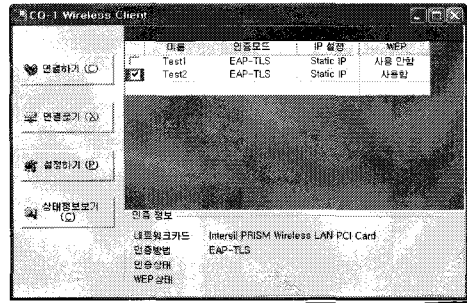 CO-1 Wireless Client
이름 인증모드 IP 설정 WEP
Test1 EAP-TLS Static IP 사용 안함
Test2 EAP-TLS Static IP 사용함
연결하기 (C)
연결끊기 (X)
설정하기 (P)
상태정보보기
(C)
인증 정보
네트워크카드 Intersil PRISM Wireless LAN PCI Card
인증방법 EAP-TLS
인증상태
WEP 상태